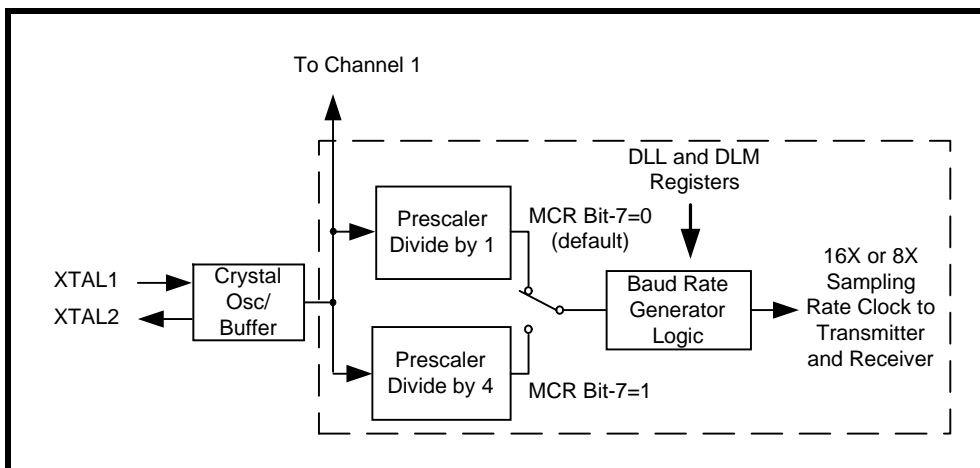 To Channel 1
DLL and DLM
Registers
Prescaler
Divide by 1
MCR Bit-7=0
(default)
XTAL1
XTAL2
Crystal
Osc/
Buffer
Baud Rate
Generator
Logic
16X or 8X
Sampling
Rate Clock to
Transmitter
and Receiver
Prescaler
Divide by 4
MCR Bit-7=1